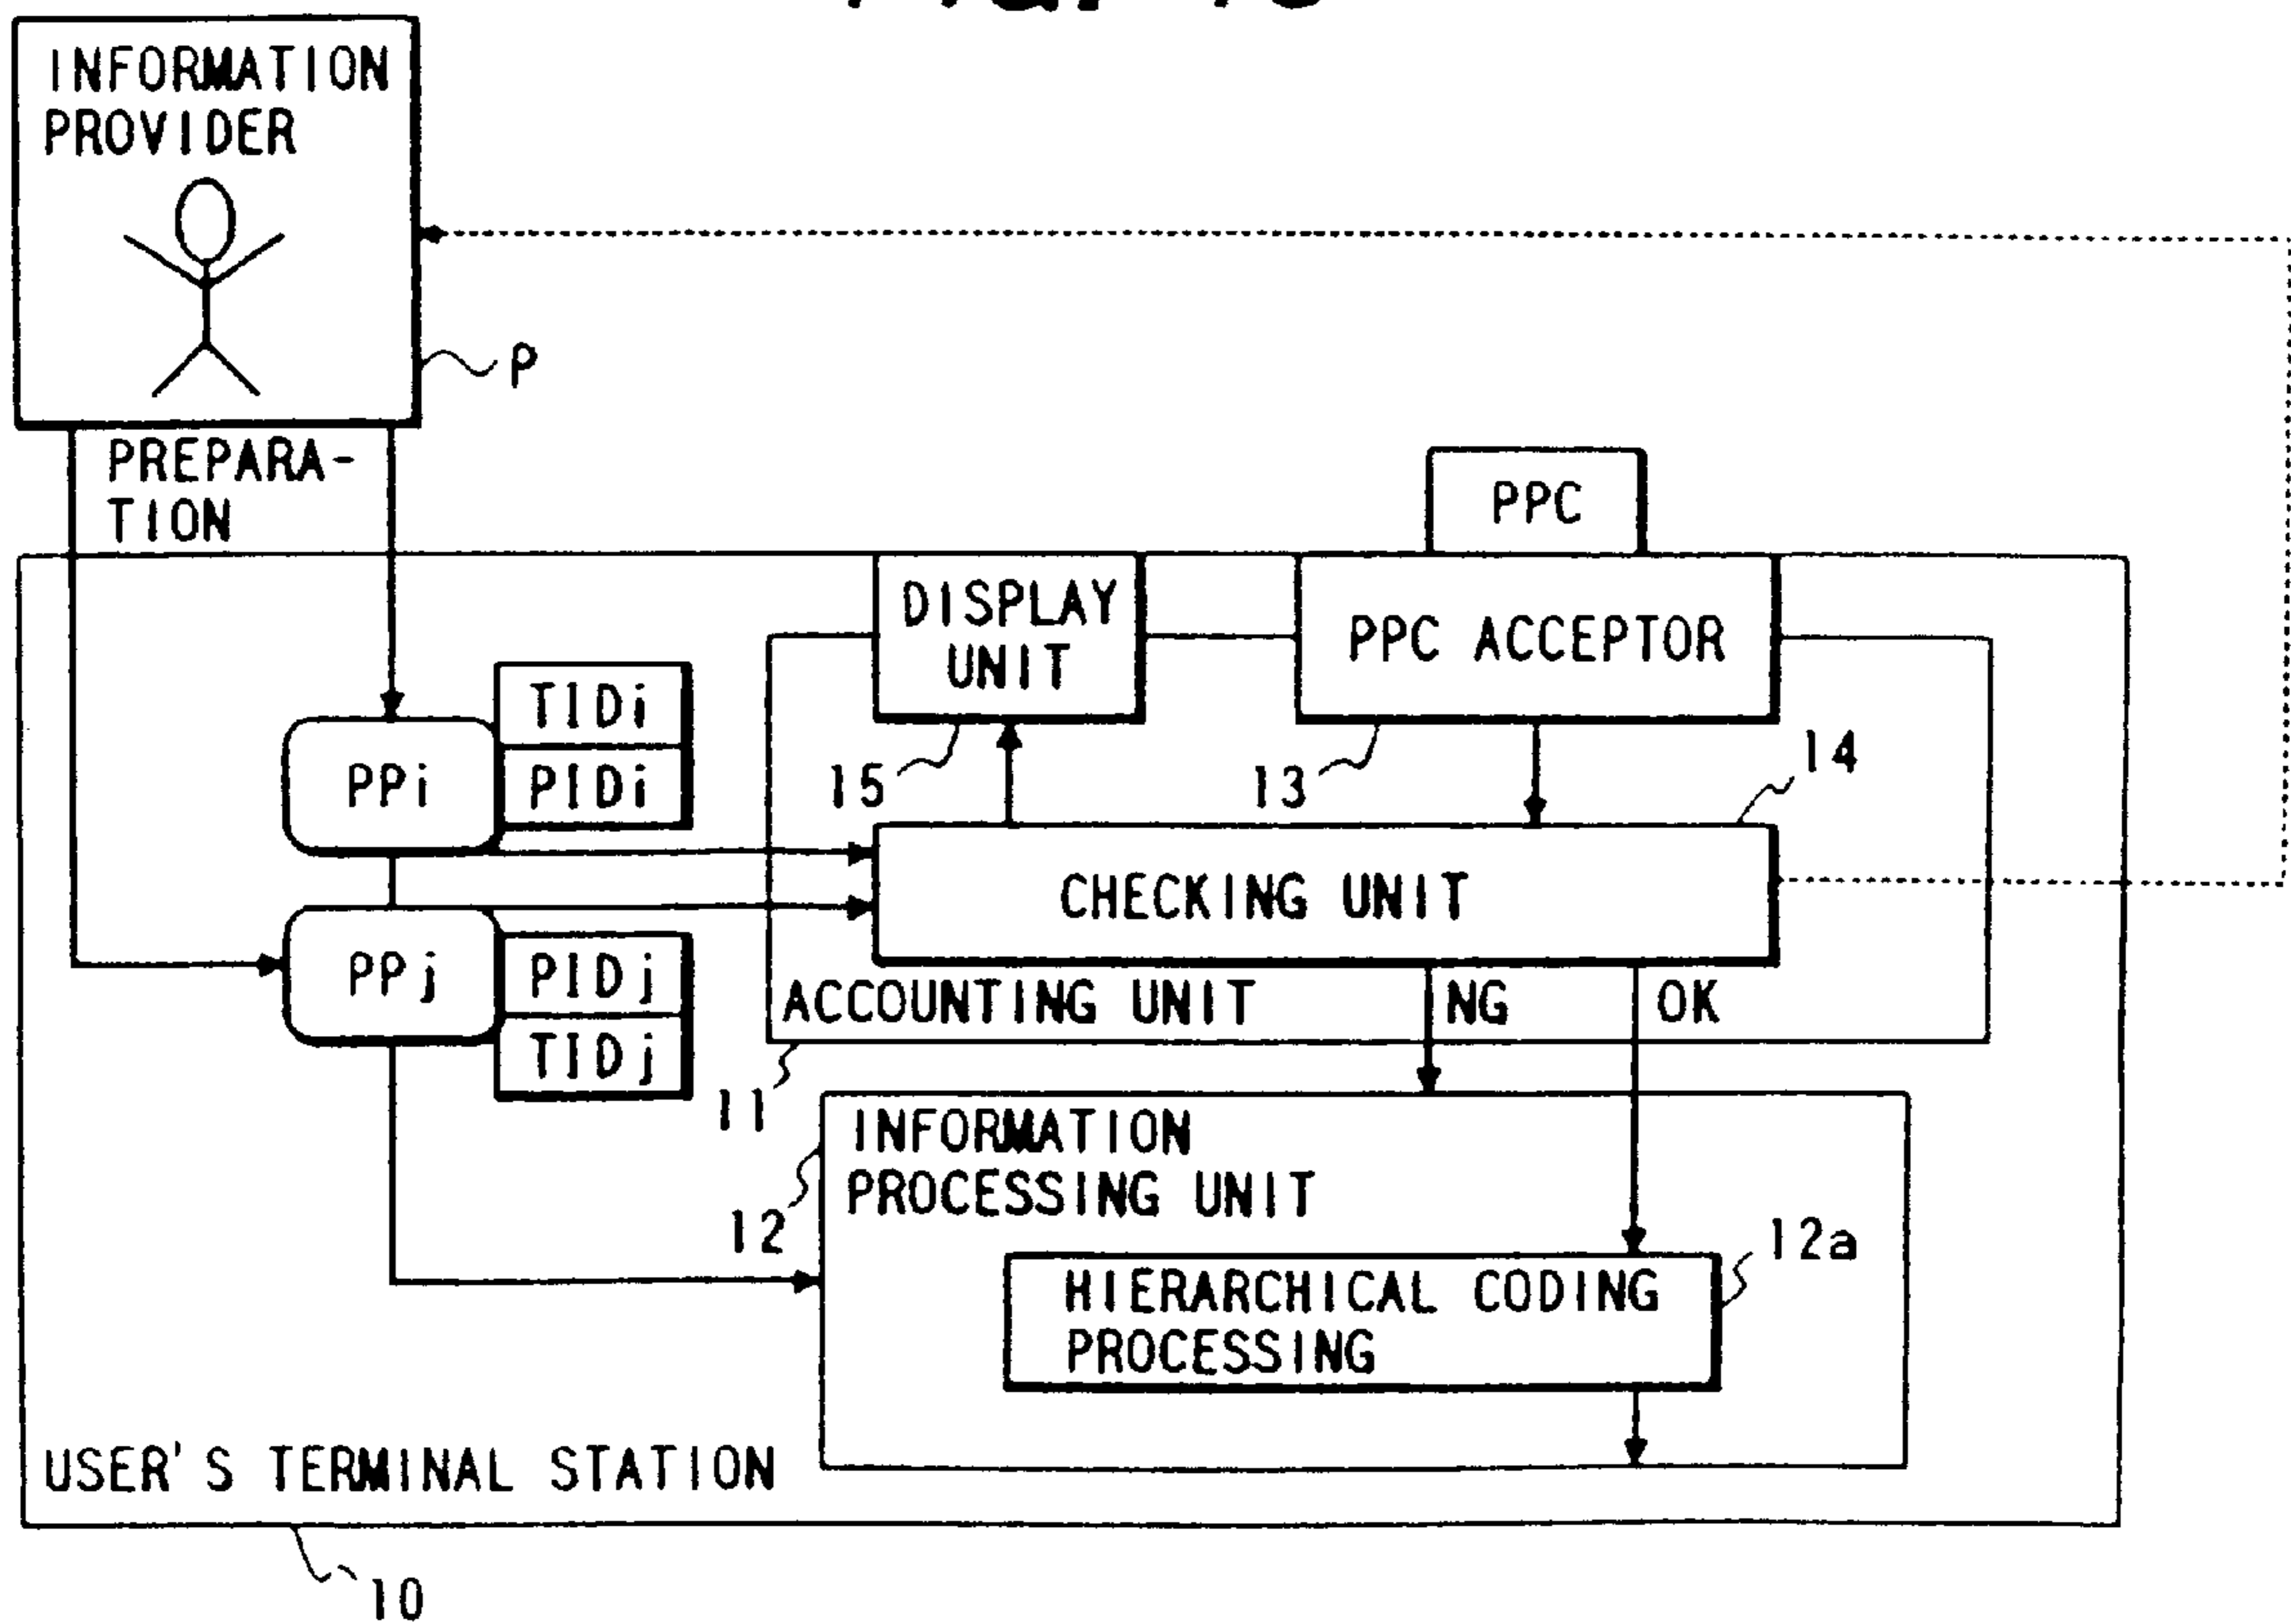 INFORMATION
PROVIDER
P
PREPARA-
TION
PPC
DISPLAY
UNIT
PPC ACCEPTOR
TIDi
PPi
PIDi
15
13
14
CHECKING UNIT
PPj
PIDj
TIDj
ACCOUNTING UNIT
NG
OK
11
INFORMATION
PROCESSING UNIT
12
12a
HIERARCHICAL CODING
PROCESSING
USER'S TERMINAL STATION
10